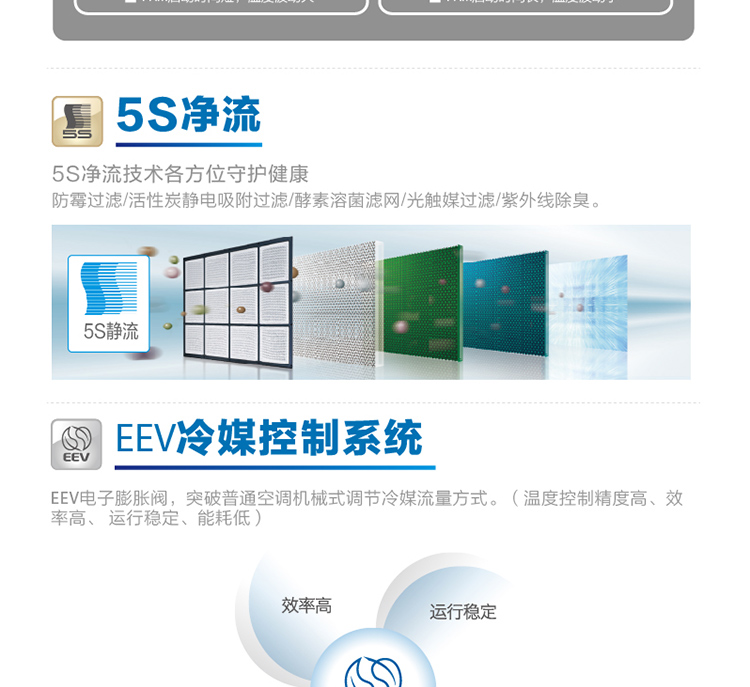 5S
5S净流
5S净流技术各方位守护健康
防霉过滤/活性炭静电吸附过滤/酵素溶菌滤网/光触媒过滤/紫外线除臭。
5S静流
EEV
EEV冷媒控制系统
EEV电子膨胀阀，突破普通空调机械式调节冷媒流量方式。（温度控制精度高、效
率高、 运行稳定、能耗低）
效率高
运行稳定